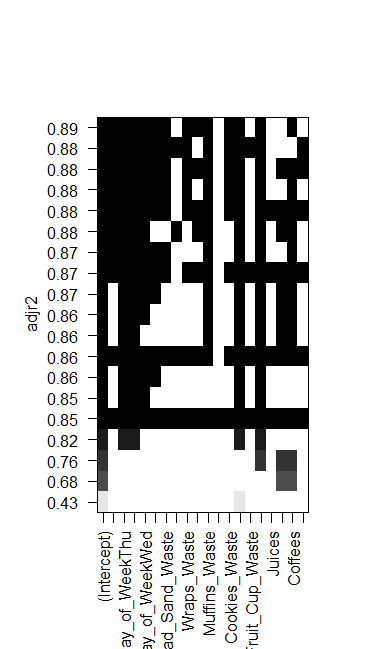 0.89
0.88
0.88
0.88
0.88
0.88
0.87
0.87
0.87
0.86
0.86
0.86
0.86
0.85
0.85
0.82
0.76
0.68
0.43
adjr2
(Intercept)
ay_of_WeekThu
ay_of_WeekWed
ad_Sand_Waste
Wraps_Waste
Muffins_Waste
Cookies_Waste
Fruit_Cup_Waste
Juices
Coffees